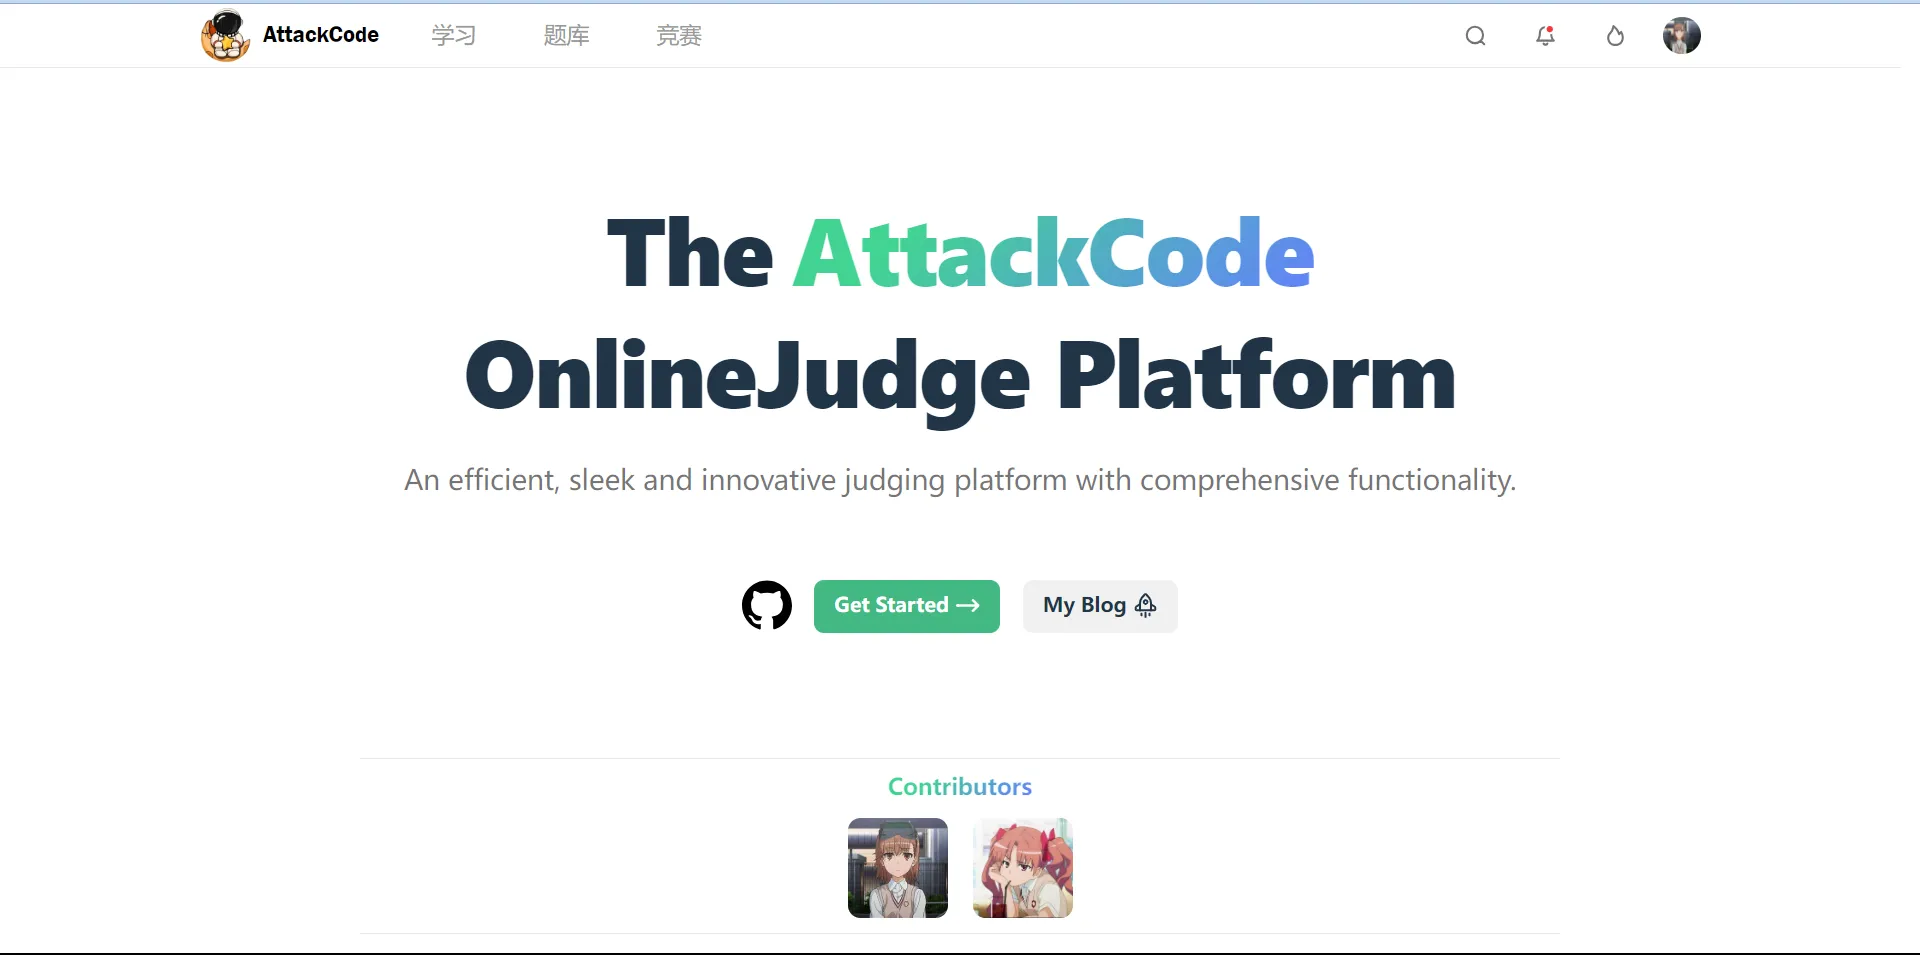 AttackCode
学习
题库
竞赛
The AttackCode
OnlineJudge Platform
An efficient, sleek and innovative judging platform with comprehensive functionality.
Get Started
My Blog
Contributors